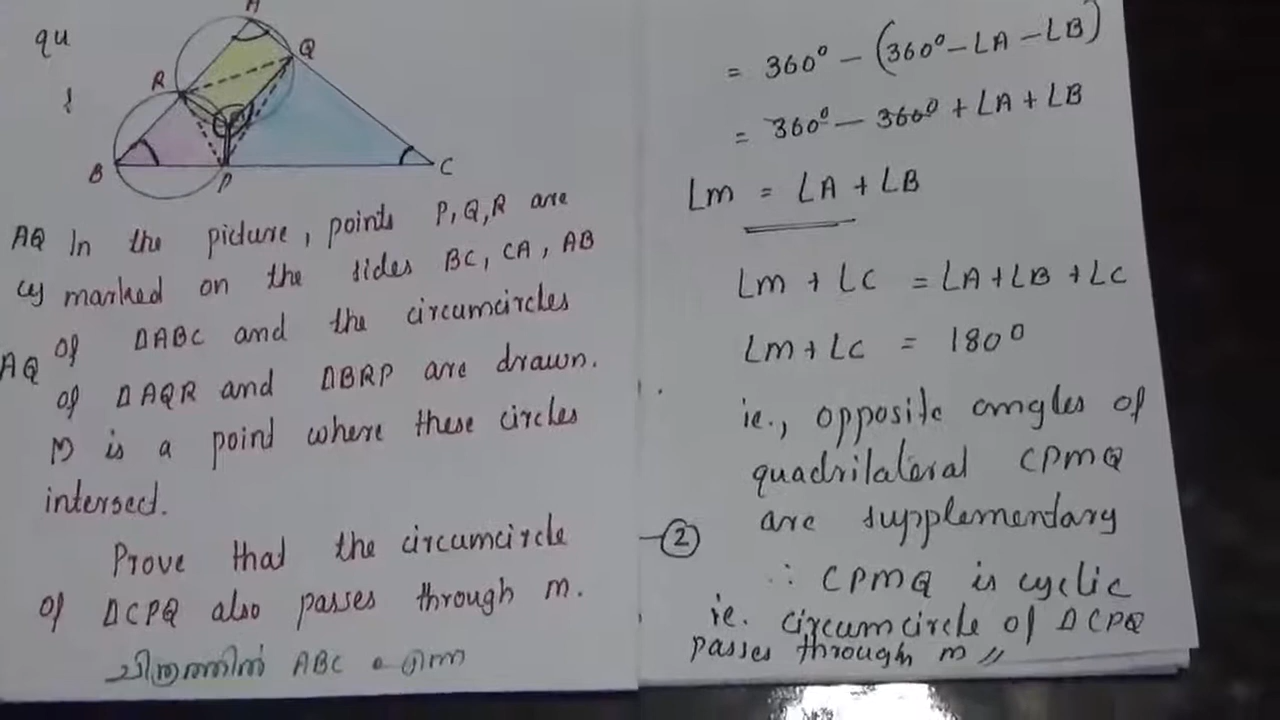 qu
A
Q
R
B
P
C
AQ In the picture, points P, Q, R are
cy marked on the sides BC, CA, AB
of ΔABC and the circumcircles
AQ of ΔAQR and ΔBRP are drawn.
M is a point where these circles
intersect.
Prove that the circumcircle
of ΔCPQ also passes through m.
ചിത്രത്തിൽ ABC
= 360° - (360° - ∠A - ∠B)
= 360° - 360° + ∠A + ∠B
∠m = ∠A + ∠B
∠m + ∠C = ∠A + ∠B + ∠C
∠m + ∠C = 180°
ie., opposite angles of
quadrilateral CPMQ
are supplementary
②
∴ CPMQ is cyclic
ie. circumcircle of ΔCPQ
passes through m //